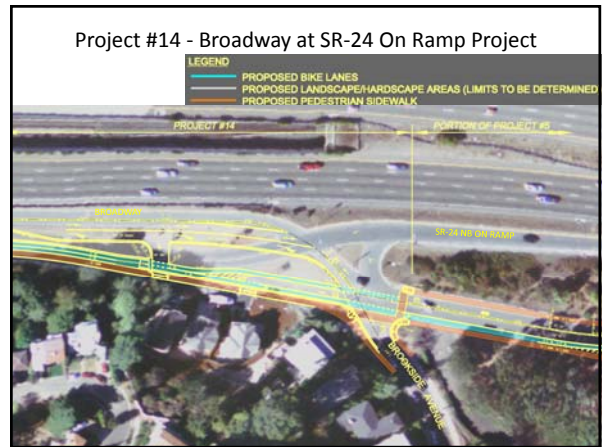 Project #14 - Broadway at SR-24 On Ramp Project
LEGEND
PROPOSED BIKE LANES
PROPOSED LANDSCAPE/HARDSCAPE AREAS (LIMITS TO BE DETERMINED
PROPOSED PEDESTRIAN SIDEWALK
PROJECT #14
PORTION OF PROJECT #5
BROADWAY
SR-24 NB ON RAMP
BROOKSIDE AVENUE